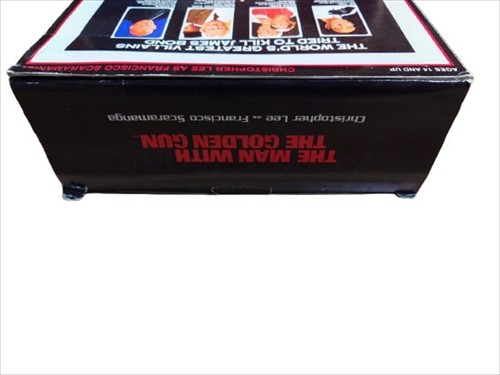 THE MAN WITH
THE GOLDEN GUN
Christopher Lee as Francisco Scaramanga
AGES 14 AND UP
CHRISTOPHER LEE AS FRANCISCO SCARAMANGA
THE WORLD'S GREATEST VILLAINS
TRIED TO KILL JAMES BOND